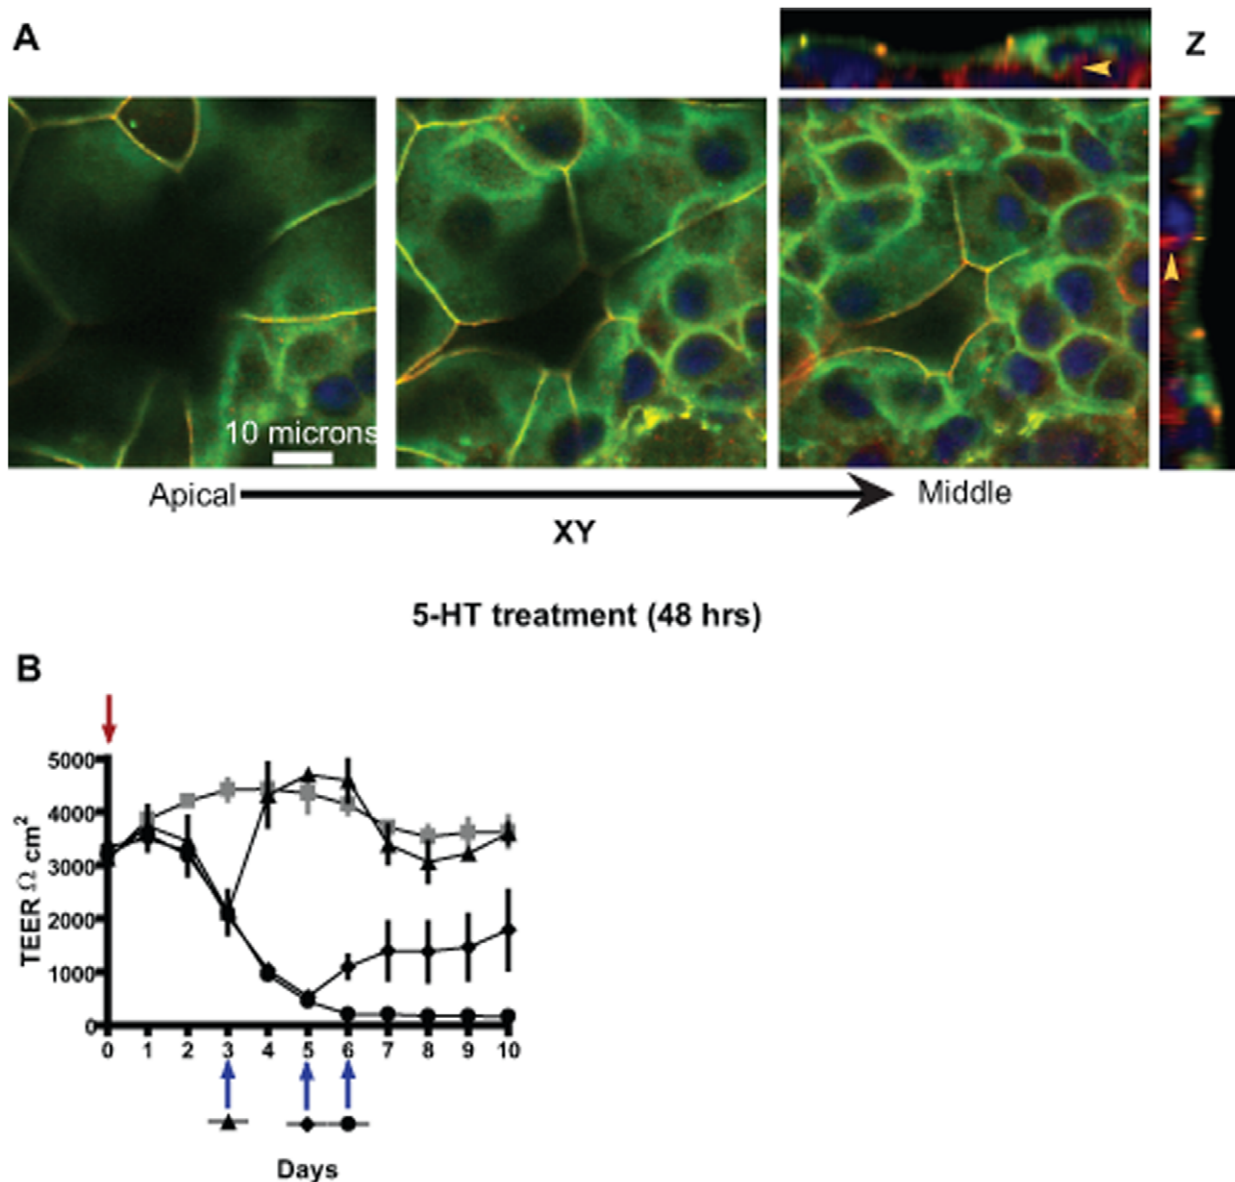 A
Z
10 microns
Apical
Middle
XY
5-HT treatment (48 hrs)
B
TEER Ω cm²
5000
4000
3000
2000
1000
0
0 1 2 3 4 5 6 7 8 9 10
Days